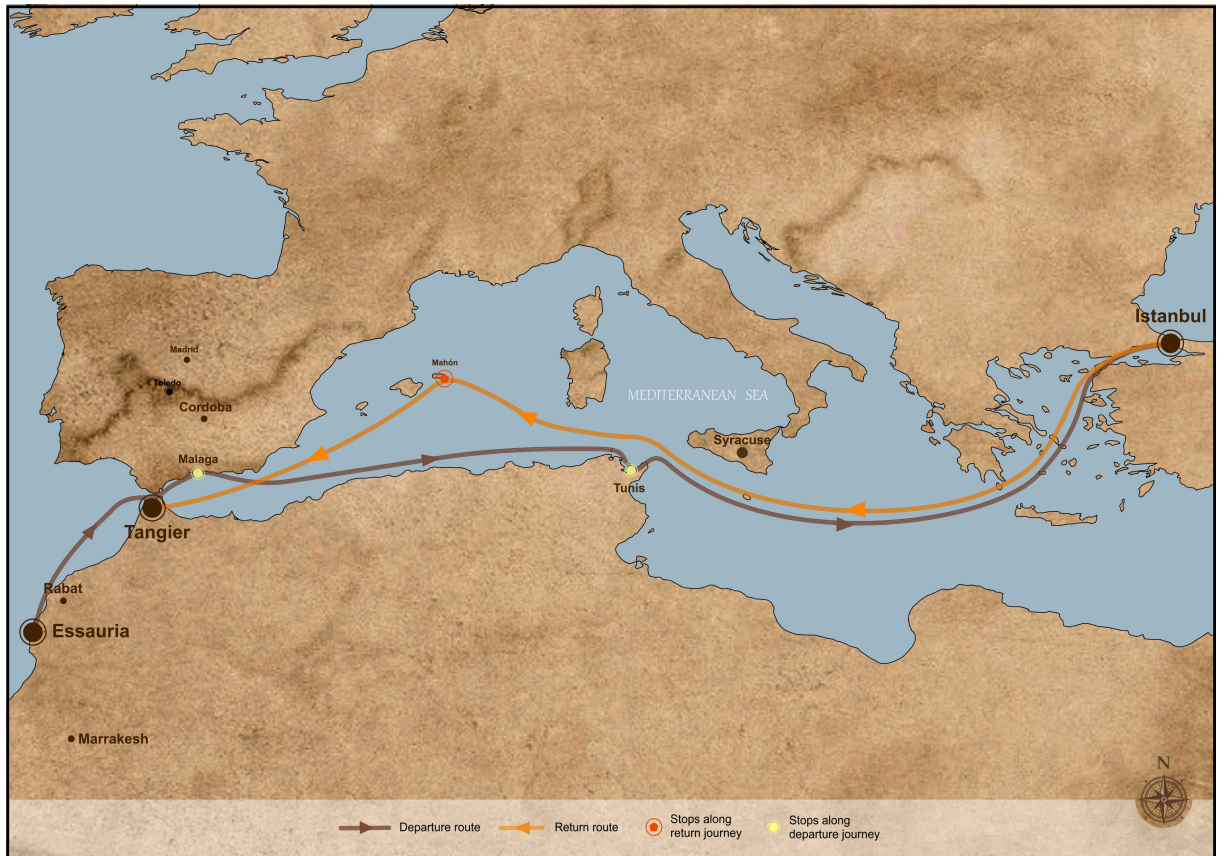 Istanbul
Madrid
Mahón
Toledo
MEDITERRANEAN SEA
Cordoba
Syracuse
Malaga
Tunis
Tangier
Rabat
Essauria
Marrakesh
N
Departure route
Return route
Stops along
return journey
Stops along
departure journey